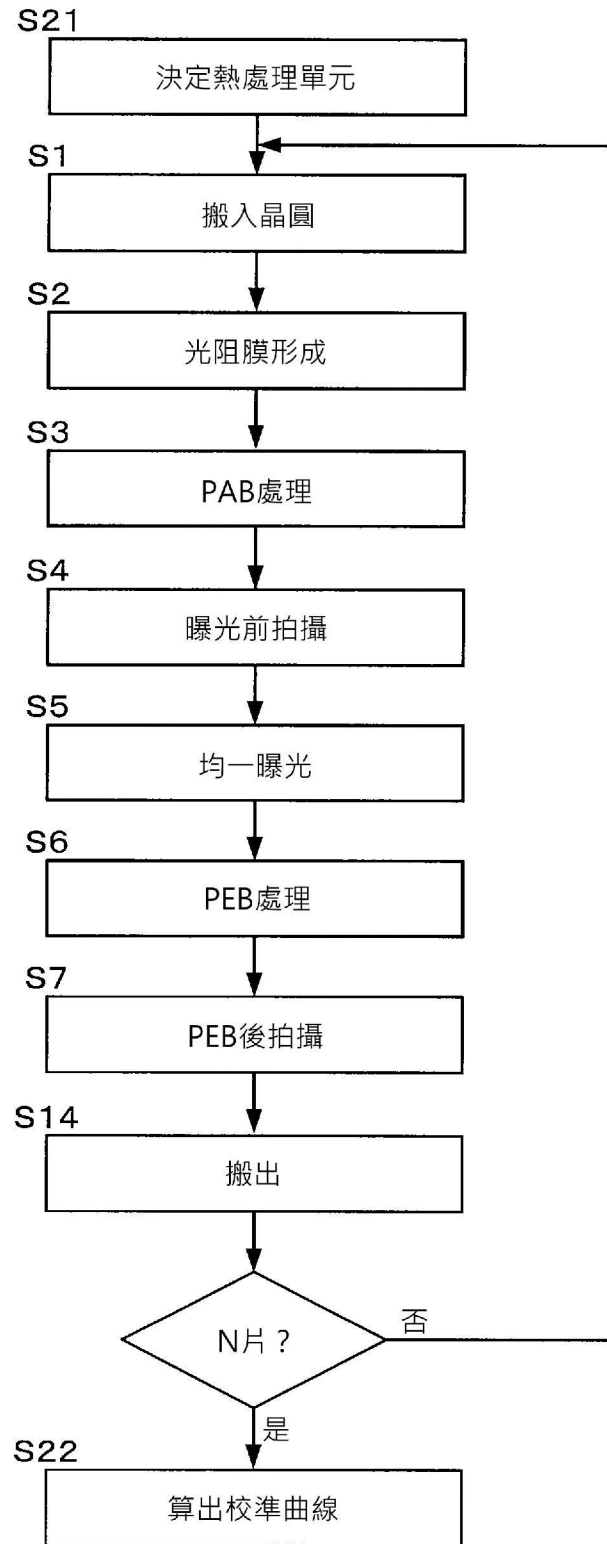 S21
決定熱處理單元
S1
搬入晶圓
S2
光阻膜形成
S3
PAB處理
S4
曝光前拍攝
S5
均一曝光
S6
PEB處理
S7
PEB後拍攝
S14
搬出
N片？
否
是
S22
算出校準曲線